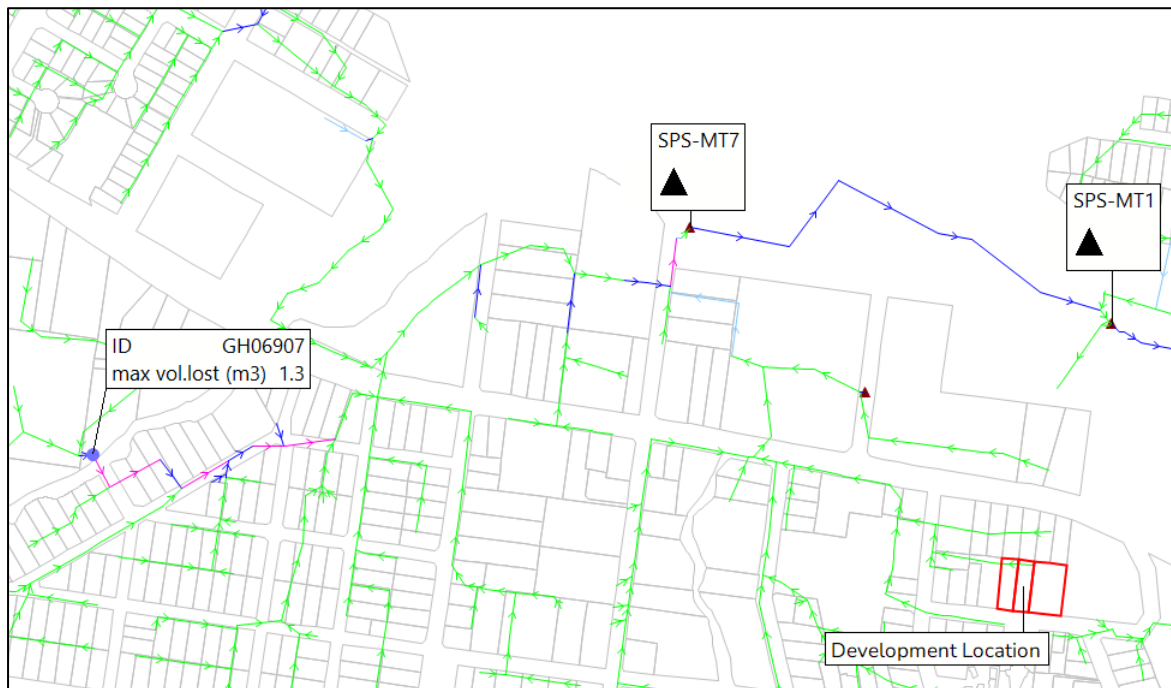 SPS-MT7
SPS-MT1
ID GH06907
max vol.lost (m3) 1.3
Development Location